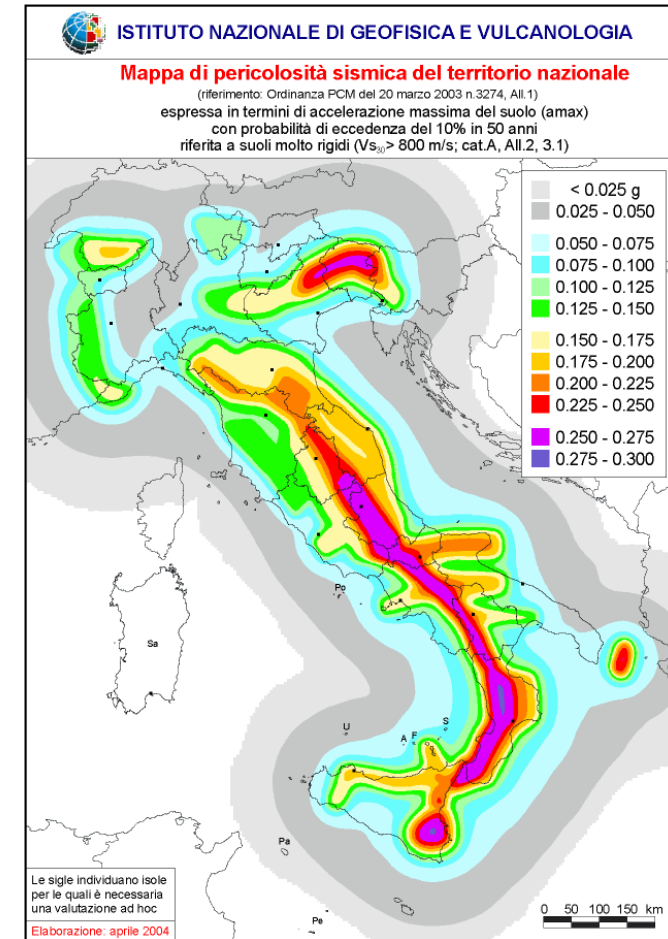 ISTITUTO NAZIONALE DI GEOFISICA E VULCANOLOGIA
Mappa di pericolosità sismica del territorio nazionale
(riferimento: Ordinanza PCM del 20 marzo 2003 n.3274, All.1)
espressa in termini di accelerazione massima del suolo (amax)
con probabilità di eccedenza del 10% in 50 anni
riferita a suoli molto rigidi (Vs₃₀> 800 m/s; cat.A, All.2, 3.1)
< 0.025 g
0.025 - 0.050
0.050 - 0.075
0.075 - 0.100
0.100 - 0.125
0.125 - 0.150
0.150 - 0.175
0.175 - 0.200
0.200 - 0.225
0.225 - 0.250
0.250 - 0.275
0.275 - 0.300
Po
Sa
U
A
F
S
Pa
Pe
Le sigle individuano isole
per le quali è necessaria
una valutazione ad hoc
Elaborazione: aprile 2004
0 50 100 150 km